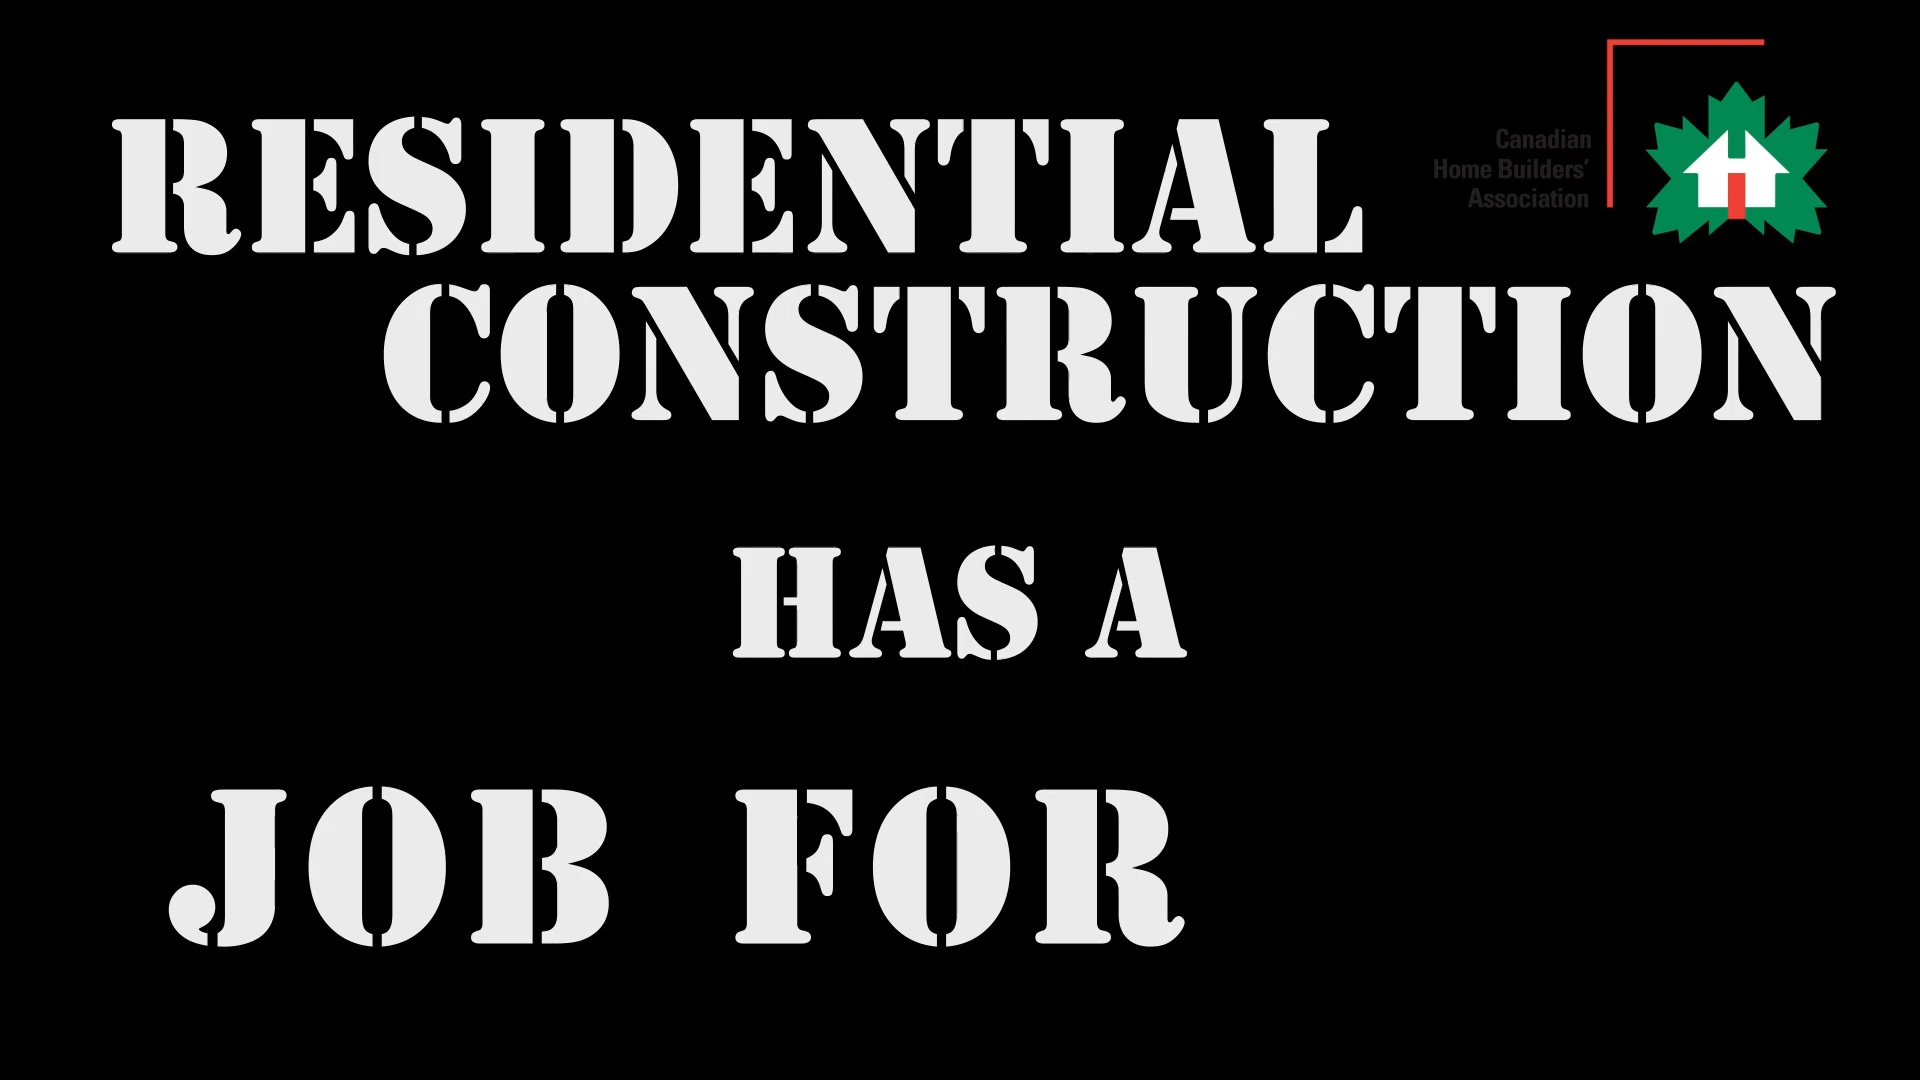 RESIDENTIAL
CONSTRUCTION
HAS A
JOB FOR
Canadian
Home Builders'
Association